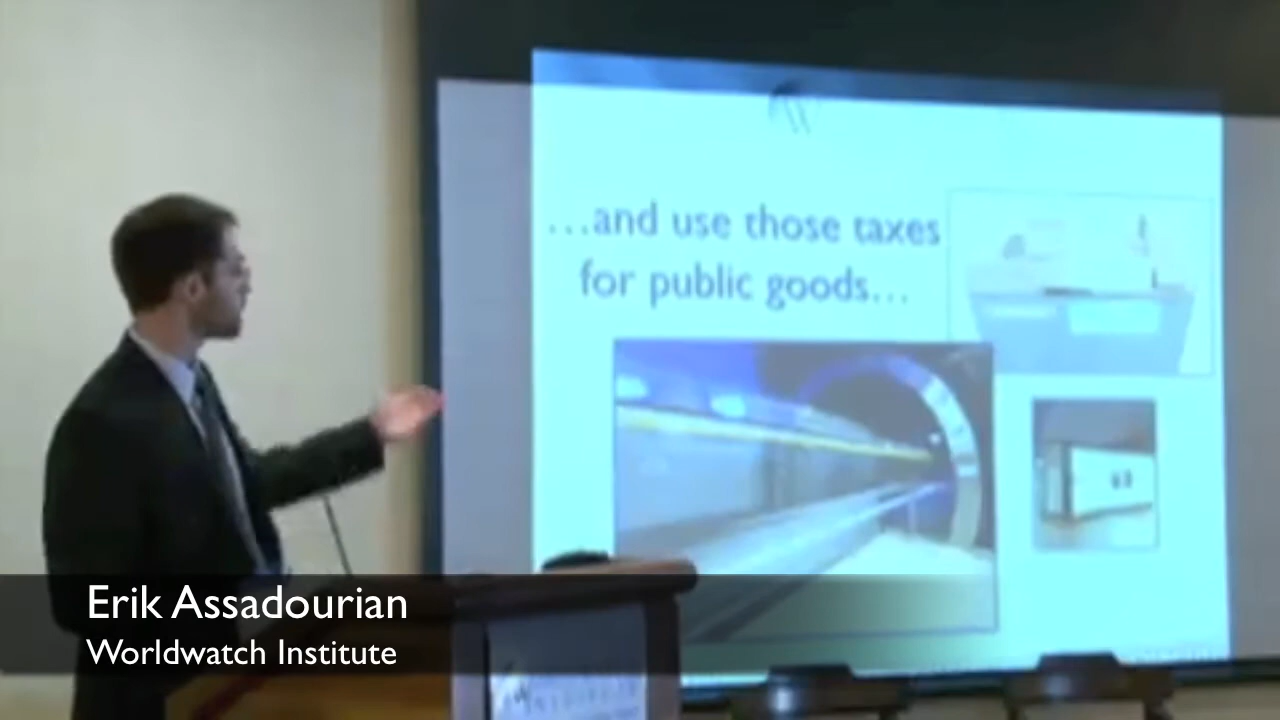 …and use those taxes
for public goods…
Erik Assadourian
Worldwatch Institute